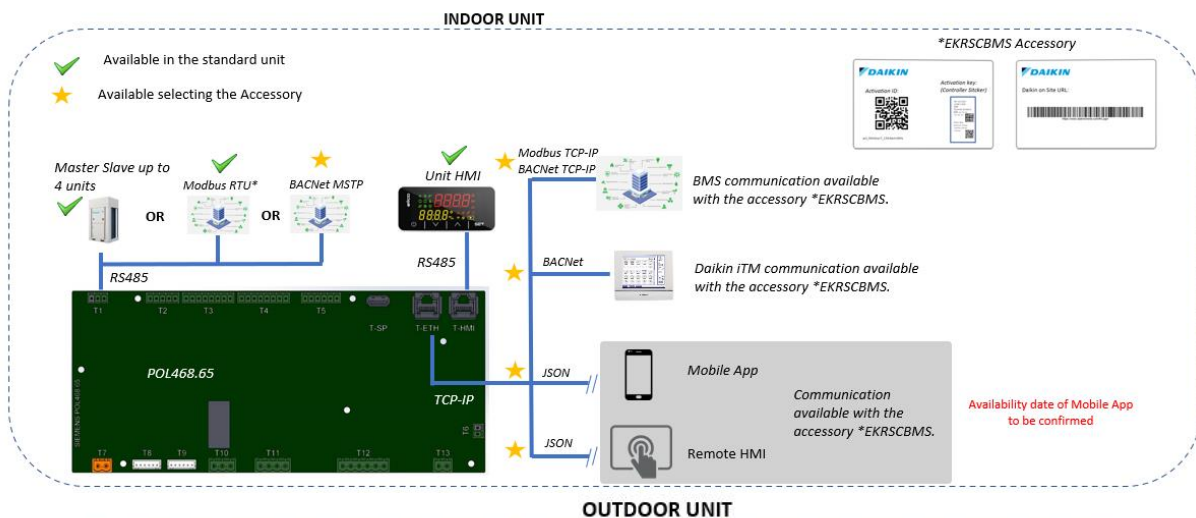 INDOOR UNIT
Available in the standard unit
Available selecting the Accessory
*EKRSCBMS Accessory
DAIKIN
Activation ID:
Activation key:
(Controller Sticker)
DAIKIN
Daikin on Site URL:
Master Slave up to
4 units
OR
Modbus RTU*
OR
BACNet MSTP
Unit HMI
Modbus TCP-IP
BACNet TCP-IP
BMS communication available
with the accessory *EKRSCBMS.
RS485
RS485
BACNet
Daikin iTM communication available
with the accessory *EKRSCBMS.
T1
T2
T3
T4
T5
T-SP
T-ETH
T-HMI
POL468.65
SIEMENS POL468.65
TCP-IP
T6
T7
T8
T9
T10
T11
T12
T13
JSON
Mobile App
Communication
available with the
accessory *EKRSCBMS.
JSON
Remote HMI
Availability date of Mobile App
to be confirmed
OUTDOOR UNIT